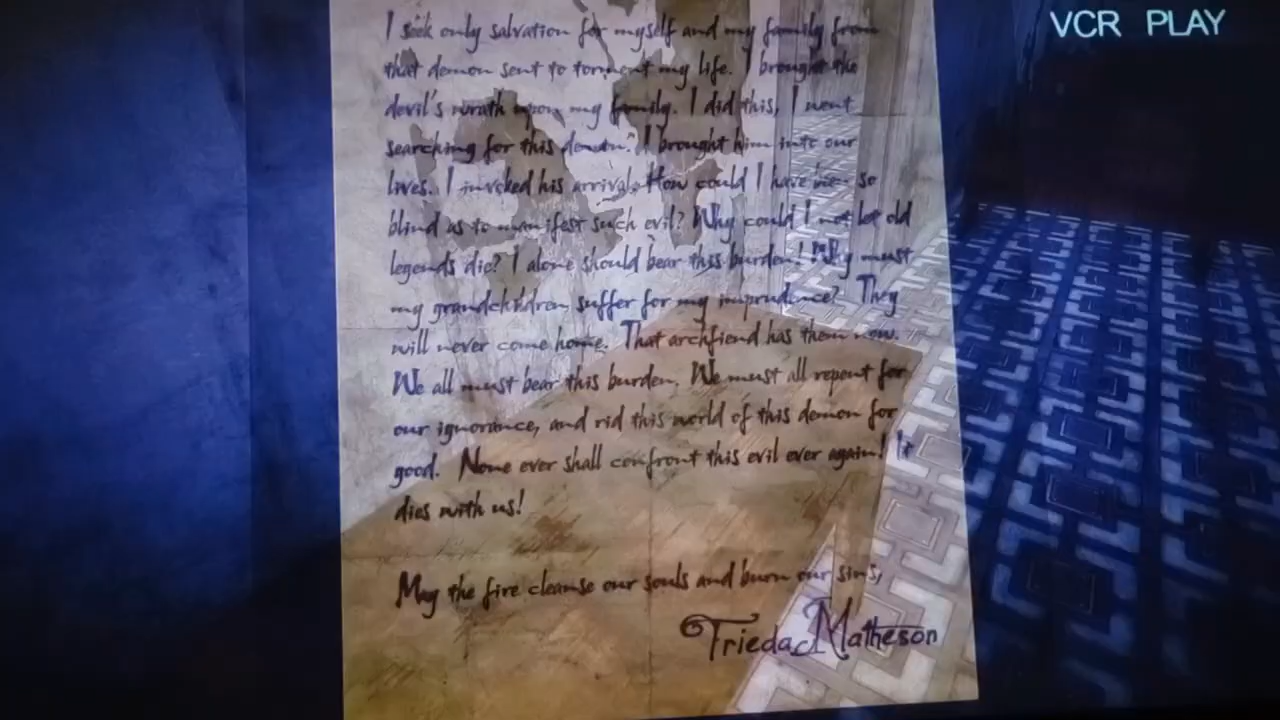 VCR PLAY
I seek only salvation for myself and my family from
that demon sent to torment my life. I brought the
devil's wrath upon my family. I did this, I went
searching for this demon. I brought him into our
lives. I invoked his arrival. How could I have been so
blind as to manifest such evil? Why could I not let old
legends die? I alone should bear this burden! Why must
my grandchildren suffer for my imprudence? They
will never come home. That archfiend has them now.
We all must bear this burden. We must all repent for
our ignorance, and rid this world of this demon for
good. None ever shall confront this evil ever again! It
dies with us!
May the fire cleanse our souls and burn our sins,
Frieda Matheson